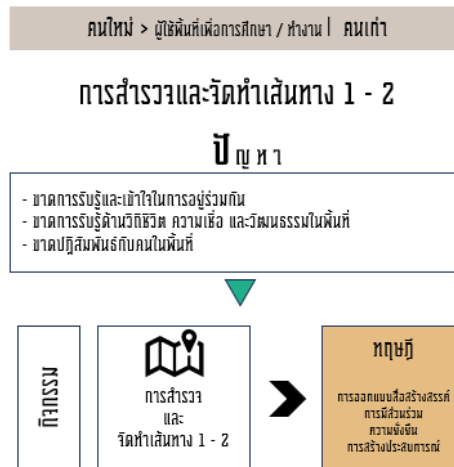 คนใหม่ > ผู้ใช้พื้นที่เพื่อการศึกษา / ทำงาน | คนเก่า
การสำรวจและจัดทำเส้นทาง 1 - 2
ปัญหา
- ขาดการรับรู้และเข้าใจในการอยู่ร่วมกัน
- ขาดการรับรู้ด้านวิถีชีวิต ความเชื่อ และวัฒนธรรมในพื้นที่
- ขาดปฏิสัมพันธ์กับคนในพื้นที่
กิจกรรม
การสำรวจ
และ
จัดทำเส้นทาง 1 - 2
ทฤษฎี
การออกแบบสื่อสร้างสรรค์
การมีส่วนร่วม
ความยั่งยืน
การสร้างประสบการณ์